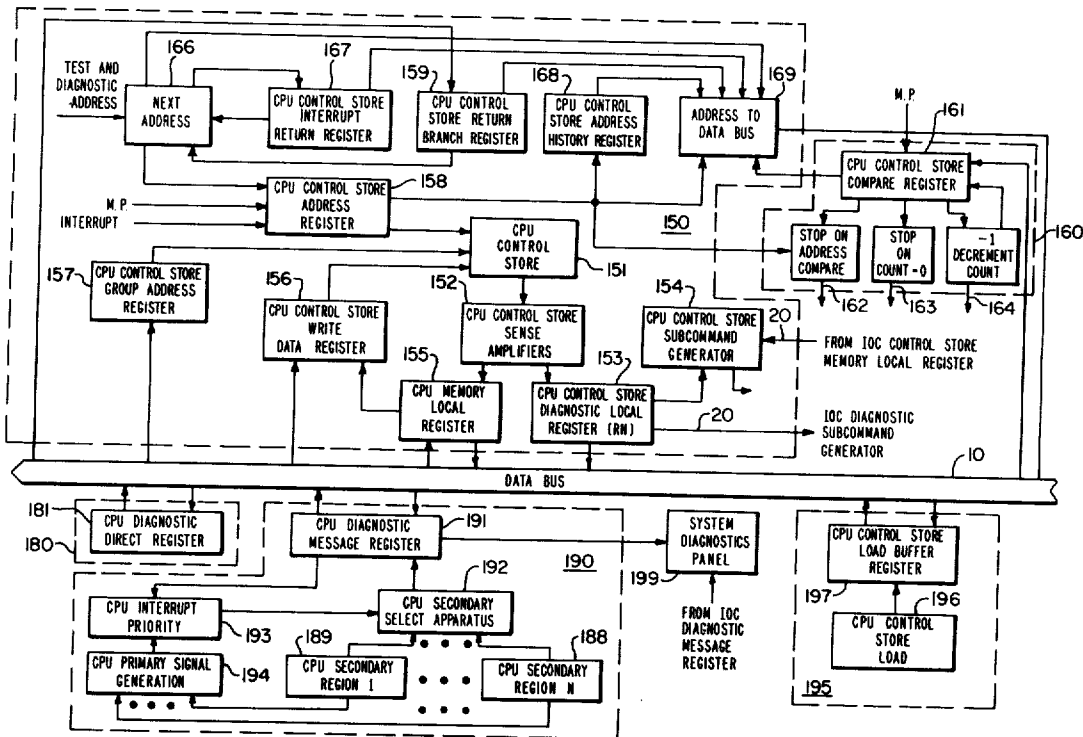 166
167
159
168
169
TEST AND
DIAGNOSTIC
-ADDRESS
NEXT
ADDRESS
CPU CONTROL STORE
INTERRUPT
RETURN REGISTER
CPU CONTROL
STORE RETURN
BRANCH REGISTER
CPU CONTROL
STORE ADDRESS
HISTORY REGISTER
ADDRESS TO
DATA BUS
M.P.
161
CPU CONTROL STORE
COMPARE REGISTER
158
CPU CONTROL STORE
ADDRESS
REGISTER
M.P.
INTERRUPT
150
160
STOP ON
ADDRESS
COMPARE
STOP
ON
COUNT-0
-1
DECREMENT
COUNT
162
163
164
CPU
CONTROL
STORE
151
157
CPU CONTROL STORE
GROUP ADDRESS
REGISTER
156
CPU CONTROL STORE
WRITE
DATA REGISTER
152
CPU CONTROL STORE
SENSE
AMPLIFIERS
154
CPU CONTROL STORE
SUBCOMMAND
GENERATOR
20
FROM IOC CONTROL STORE
MEMORY LOCAL REGISTER
155
CPU MEMORY
LOCAL
REGISTER
153
CPU CONTROL STORE
DIAGNOSTIC LOCAL
REGISTER (RN)
20
IOC DIAGNOSTIC
SUBCOMMAND
GENERATOR
10
DATA BUS
181
180
CPU DIAGNOSTIC
DIRECT REGISTER
CPU DIAGNOSTIC
MESSAGE REGISTER
191
190
SYSTEM
DIAGNOSTICS
PANEL
199
FROM IOC
DIAGNOSTIC
MESSAGE
REGISTER
CPU CONTROL STORE
LOAD BUFFER
REGISTER
197
196
CPU CONTROL
STORE
LOAD
195
192
CPU SECONDARY
SELECT APPARATUS
CPU INTERRUPT
PRIORITY
193
CPU PRIMARY SIGNAL
GENERATION
194
189
CPU SECONDARY
REGION 1
188
CPU SECONDARY
REGION N